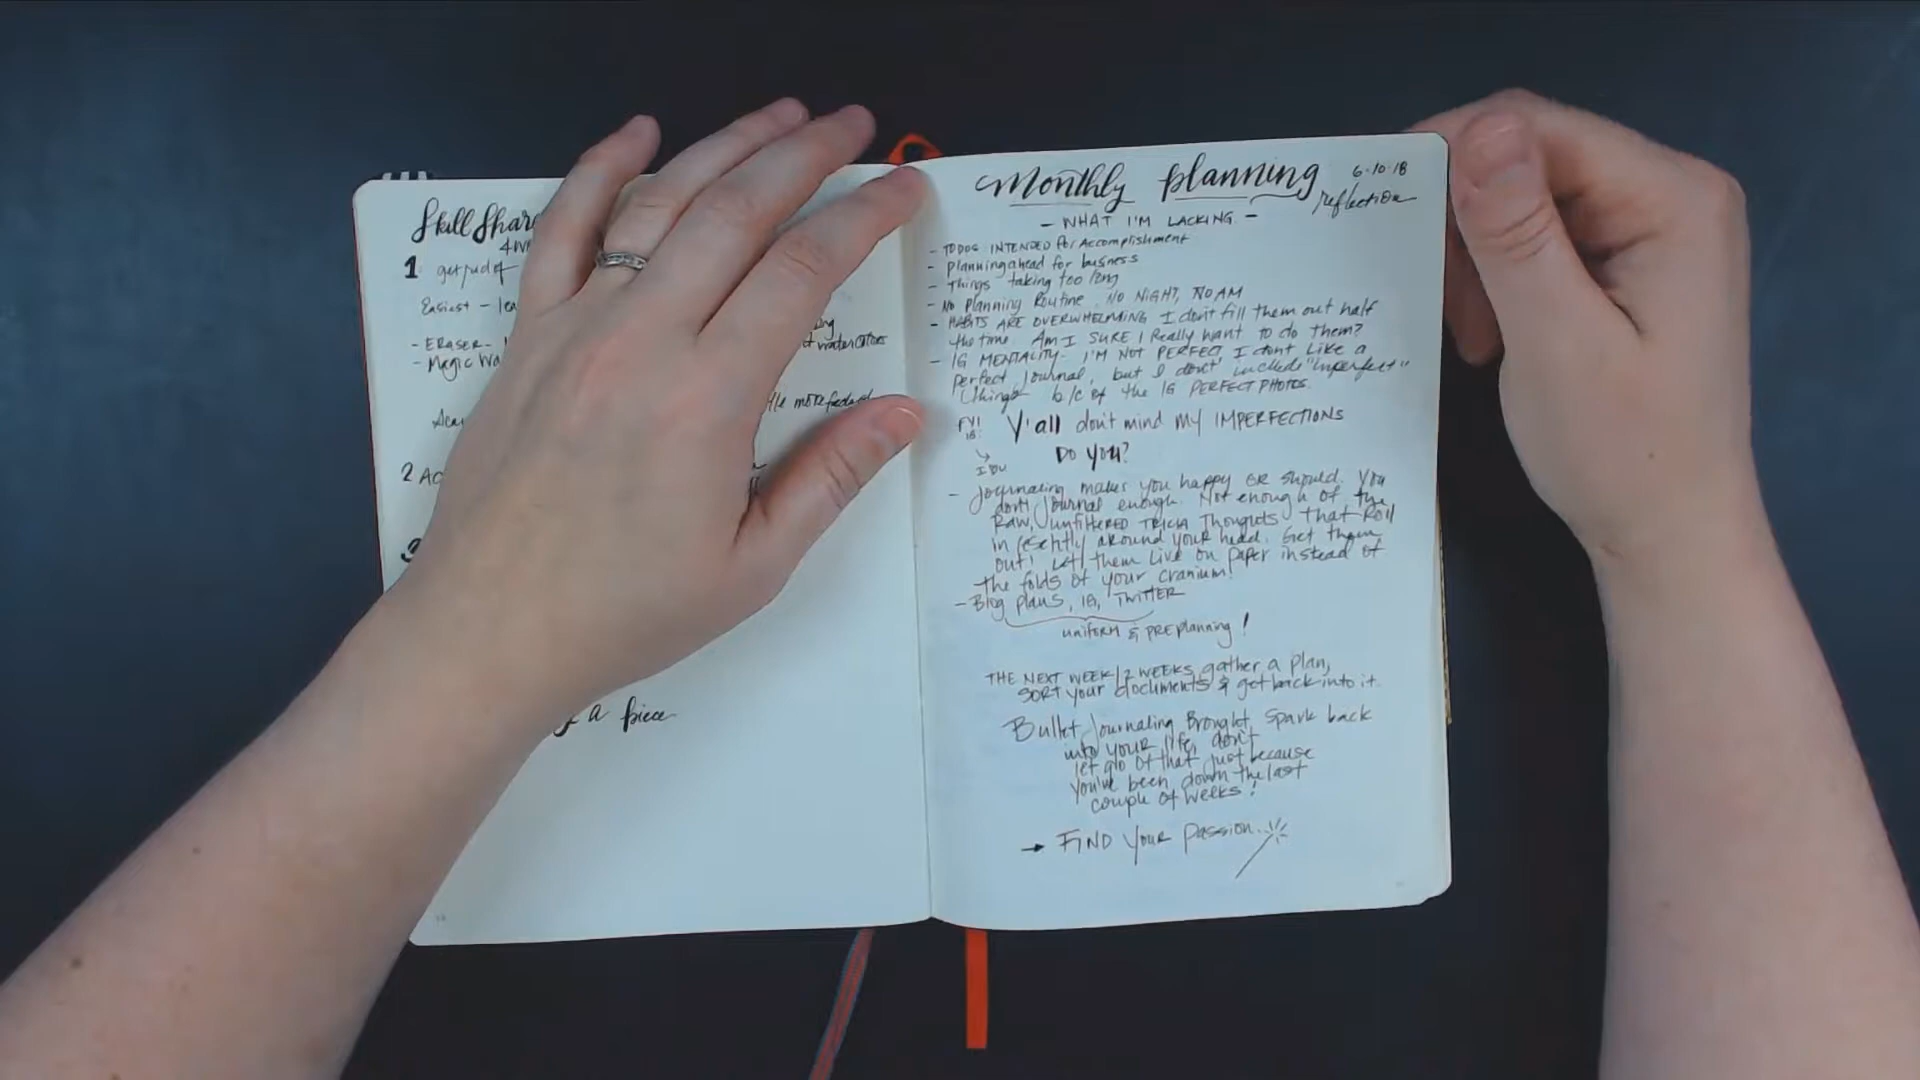 Skill Share
1 get rid of
Easiest -
- Eraser -
- Magic
watercolors
more faded
2
a piece
Monthly planning 6·10·18
reflection
- WHAT I'M LACKING -
- TODOS INTENDED for Accomplishment
- Planning ahead for business
- Things taking too long
- No Planning Routine. NO NIGHT, NO AM
- HABITS ARE OVERWHELMING I don't fill them out half
the time. Am I SURE I Really want to do them?
- IG MENTALITY- I'M NOT PERFECT, I don't Like a
perfect journal, but I don't include "imperfect"
things b/c of the IG PERFECT PHOTOS.
FYI
Y'all don't mind MY IMPERFECTIONS
DO YOU?
I DO
- Journaling makes you happy OR should. You
don't journal enough. Not enough of the
RAW, unfiltered TRICIA Thoughts that Roll
in around your head. Get them
out! Let them Live on paper instead of
the folds of your cranium!
- Blog plans, IG, TWITTER
uniform & PREplanning!
THE NEXT WEEK/2 WEEKS gather a plan,
SORT your documents & get back into it.
Bullet Journaling Brought Spark back
into your life, don't
let go of that just because
you've been down the last
couple of weeks!
→ FIND Your Passion..